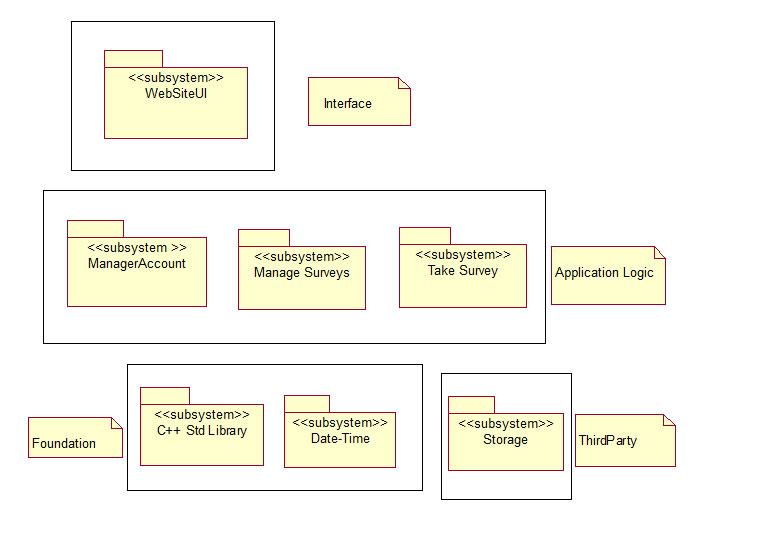 <<subsystem>>
WebSiteUI
Interface
<<subsystem >>
ManagerAccount
<<subsystem>>
Manage Surveys
<<subsystem>>
Take Survey
Application Logic
Foundation
<<subsystem>>
C++ Std Library
<<subsystem>>
Date-Time
<<subsystem>>
Storage
ThirdParty